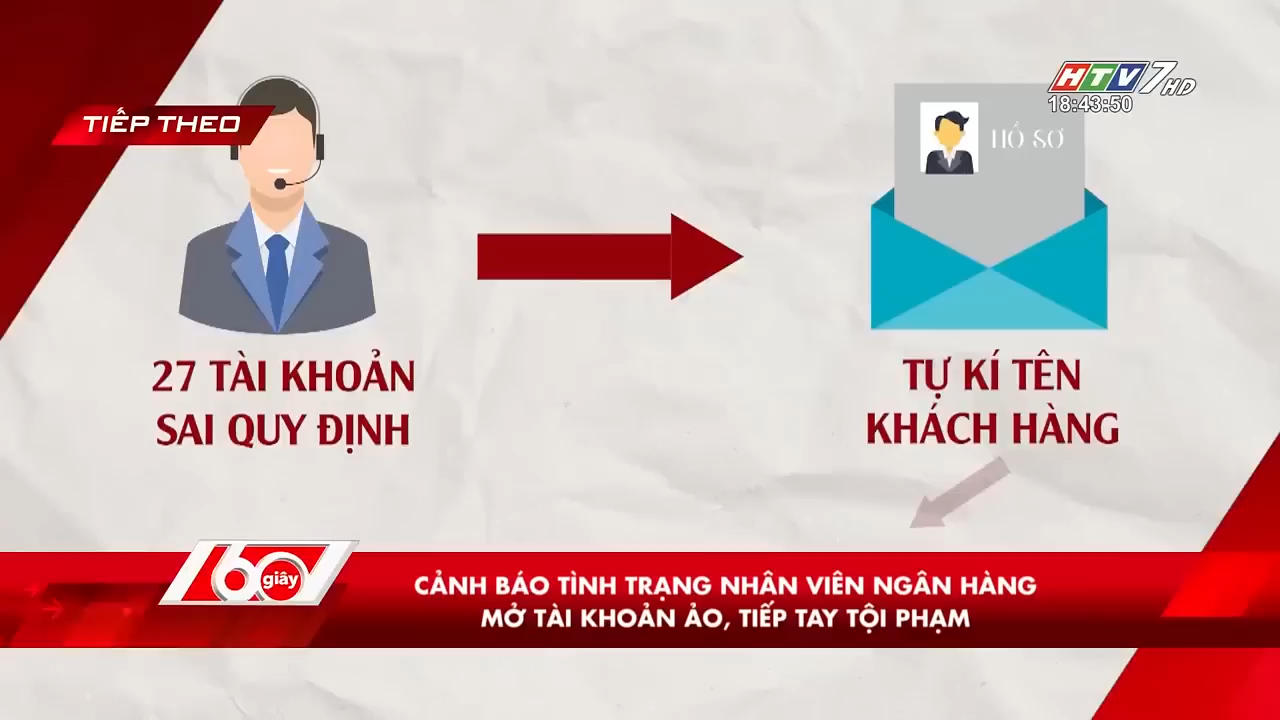 HTV7 HD
18:43:50
TIẾP THEO
HỒ SƠ
27 TÀI KHOẢN
SAI QUY ĐỊNH
TỰ KÍ TÊN
KHÁCH HÀNG
60 giây
CẢNH BÁO TÌNH TRẠNG NHÂN VIÊN NGÂN HÀNG
MỞ TÀI KHOẢN ẢO, TIẾP TAY TỘI PHẠM